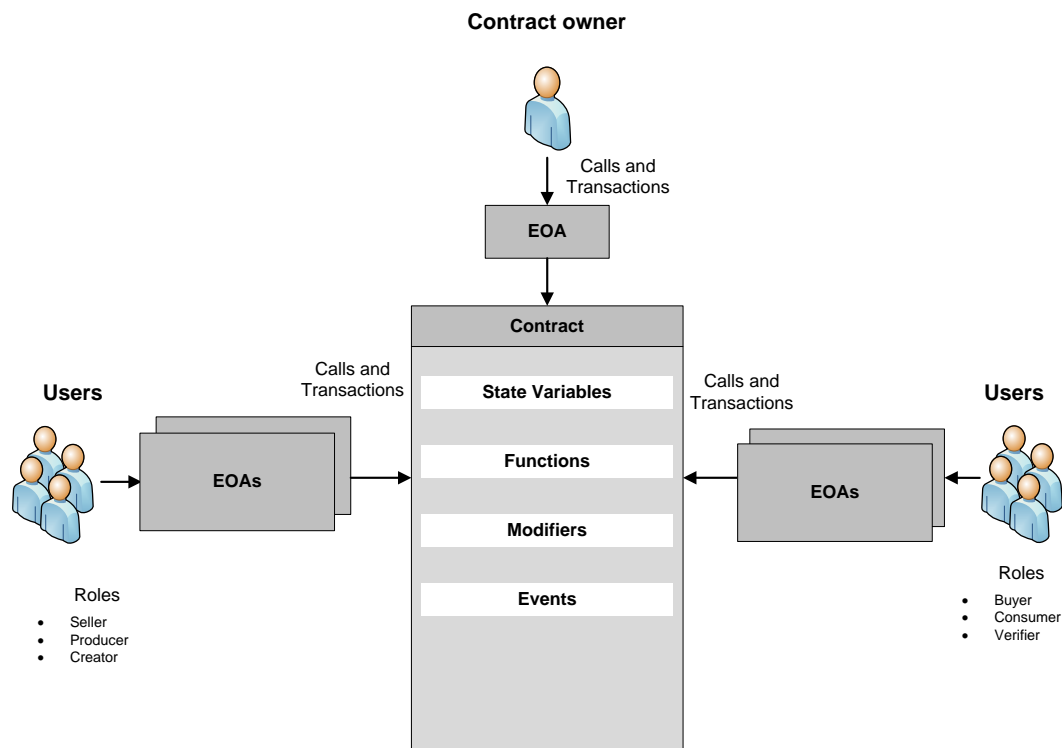 Contract owner
Calls and
Transactions
EOA
Contract
Calls and
Transactions
State Variables
Calls and
Transactions
Users
Users
Functions
EOAs
EOAs
Modifiers
Events
Roles
• Seller
• Producer
• Creator
Roles
• Buyer
• Consumer
• Verifier